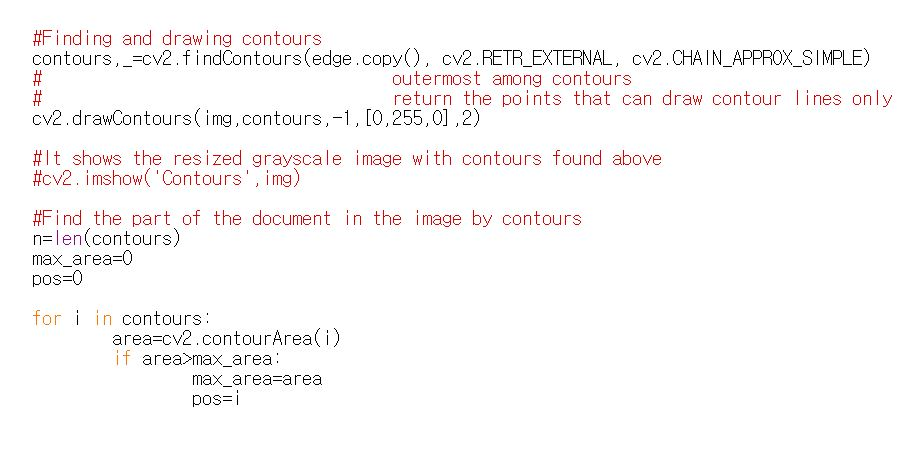 #Finding and drawing contours
contours,_=cv2.findContours(edge.copy(), cv2.RETR_EXTERNAL, cv2.CHAIN_APPROX_SIMPLE)
#                                    outermost among contours
#                                    return the points that can draw contour lines only
cv2.drawContours(img,contours,-1,[0,255,0],2)
#It shows the resized grayscale image with contours found above
#cv2.imshow('Contours',img)
#Find the part of the document in the image by contours
n=len(contours)
max_area=0
pos=0
for i in contours:
        area=cv2.contourArea(i)
        if area>max_area:
                max_area=area
                pos=i